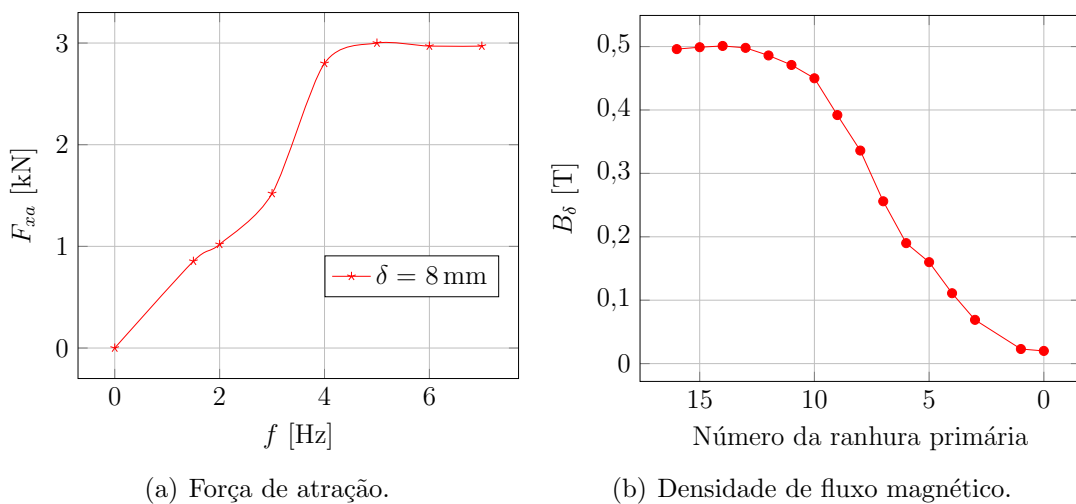 3
2
1
0
F_{xa} [kN]
δ = 8 mm
0 2 4 6
f [Hz]
(a) Força de atração.
0,5
0,4
0,3
0,2
0,1
0
B_δ [T]
15 10 5 0
Número da ranhura primária
(b) Densidade de fluxo magnético.